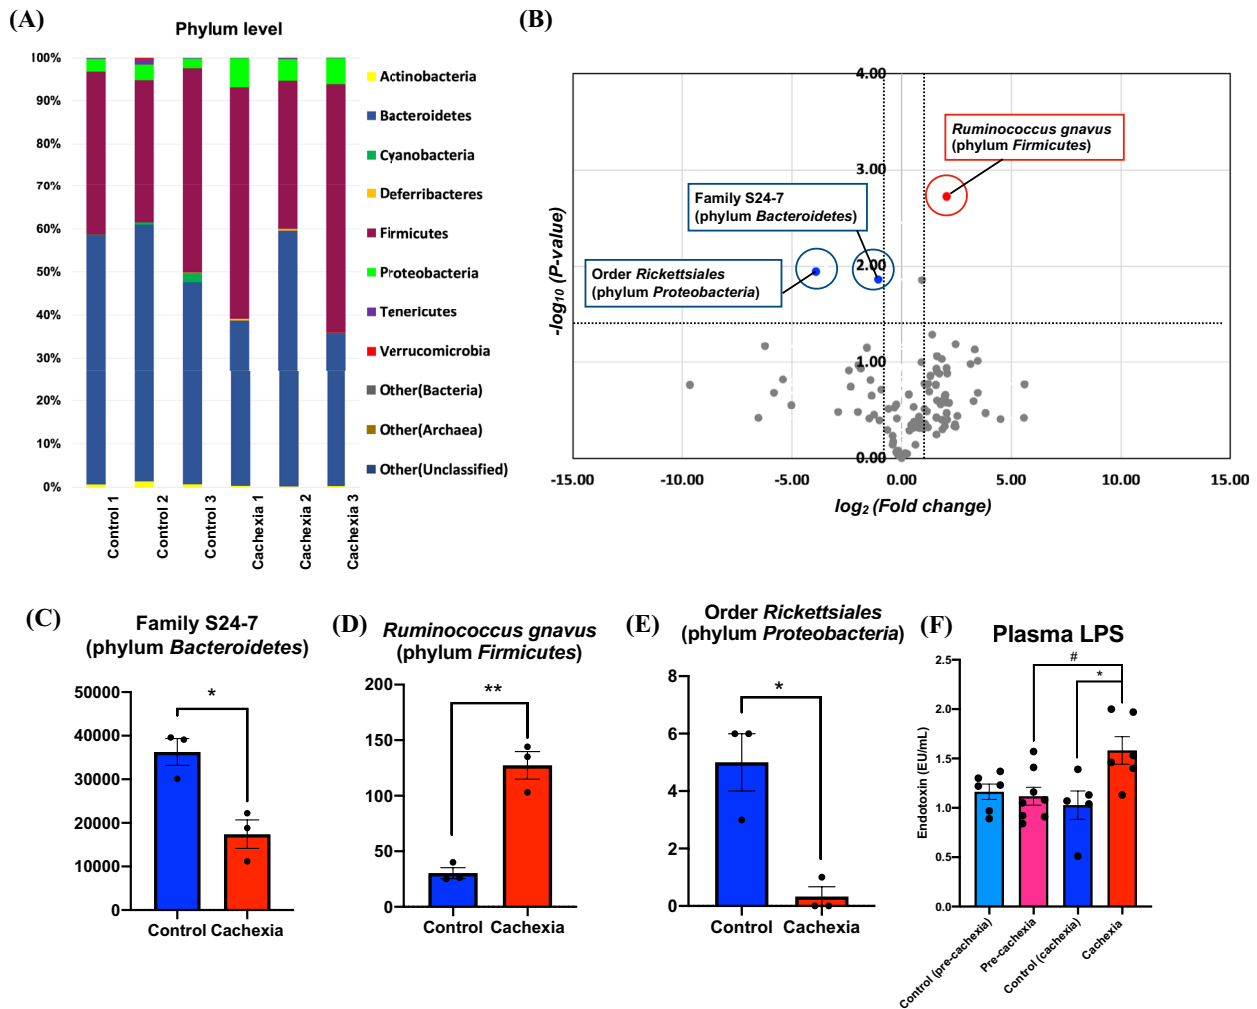 (A)
Phylum level
100%
90%
80%
70%
60%
50%
40%
30%
20%
10%
0%
Control 1
Control 2
Control 3
Cachexia 1
Cachexia 2
Cachexia 3
Actinobacteria
Bacteroidetes
Cyanobacteria
Deferribacteres
Firmicutes
Proteobacteria
Tenericutes
Verrucomicrobia
Other(Bacteria)
Other(Archaea)
Other(Unclassified)
(B)
4.00
3.00
2.00
1.00
0.00
-log10 (P-value)
Ruminococcus gnavus
(phylum Firmicutes)
Family S24-7
(phylum Bacteroidetes)
Order Rickettsiales
(phylum Proteobacteria)
-15.00
-10.00
-5.00
0.00
5.00
10.00
15.00
log2 (Fold change)
(C)
Family S24-7
(phylum Bacteroidetes)
50000
40000
30000
20000
10000
0
*
Control
Cachexia
(D)
Ruminococcus gnavus
(phylum Firmicutes)
200
150
100
50
0
**
Control
Cachexia
(E)
Order Rickettsiales
(phylum Proteobacteria)
8
6
4
2
0
*
Control
Cachexia
(F)
Plasma LPS
2.5
2.0
1.5
1.0
0.5
0.0
Endotoxin (EU/mL)
#
*
Control (pre-cachexia)
Pre-cachexia
Control (cachexia)
Cachexia